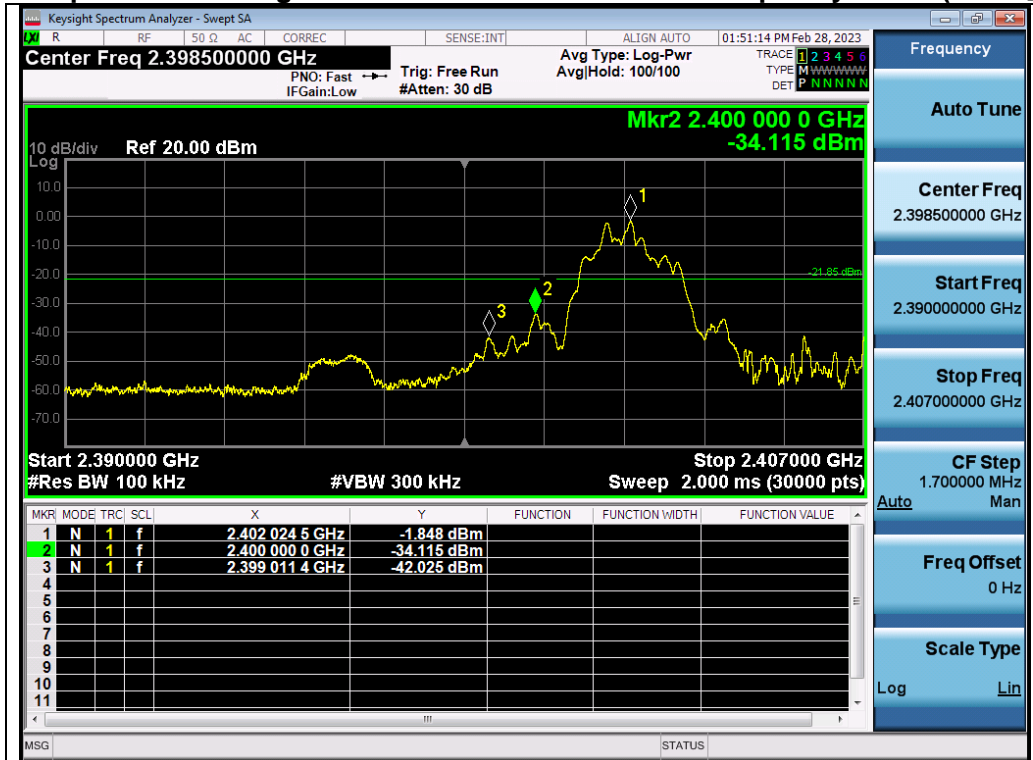 Keysight Spectrum Analyzer - Swept SA
LXI R RF 50 Ω AC CORREC SENSE:INT ALIGN AUTO 01:51:14 PM Feb 28, 2023
Center Freq 2.398500000 GHz
PNO: Fast
IFGain:Low
Trig: Free Run
#Atten: 30 dB
Avg Type: Log-Pwr
Avg|Hold: 100/100
TRACE 1 2 3 4 5 6
TYPE M WWWWW
DET P N N N N N
Mkr2 2.400 000 0 GHz
-34.115 dBm
10 dB/div Ref 20.00 dBm
Log
10.0
0.00
-10.0
-20.0
-30.0
-40.0
-50.0
-60.0
-70.0
1
-21.85 dBm
2
3
Start 2.390000 GHz Stop 2.407000 GHz
#Res BW 100 kHz #VBW 300 kHz Sweep 2.000 ms (30000 pts)
MKR MODE TRC SCL X Y FUNCTION FUNCTION WIDTH FUNCTION VALUE
1 N 1 f 2.402 024 5 GHz -1.848 dBm
2 N 1 f 2.400 000 0 GHz -34.115 dBm
3 N 1 f 2.399 011 4 GHz -42.025 dBm
4
5
6
7
8
9
10
11
MSG STATUS
Frequency
Auto Tune
Center Freq
2.398500000 GHz
Start Freq
2.390000000 GHz
Stop Freq
2.407000000 GHz
CF Step
1.700000 MHz
Auto Man
Freq Offset
0 Hz
Scale Type
Log Lin